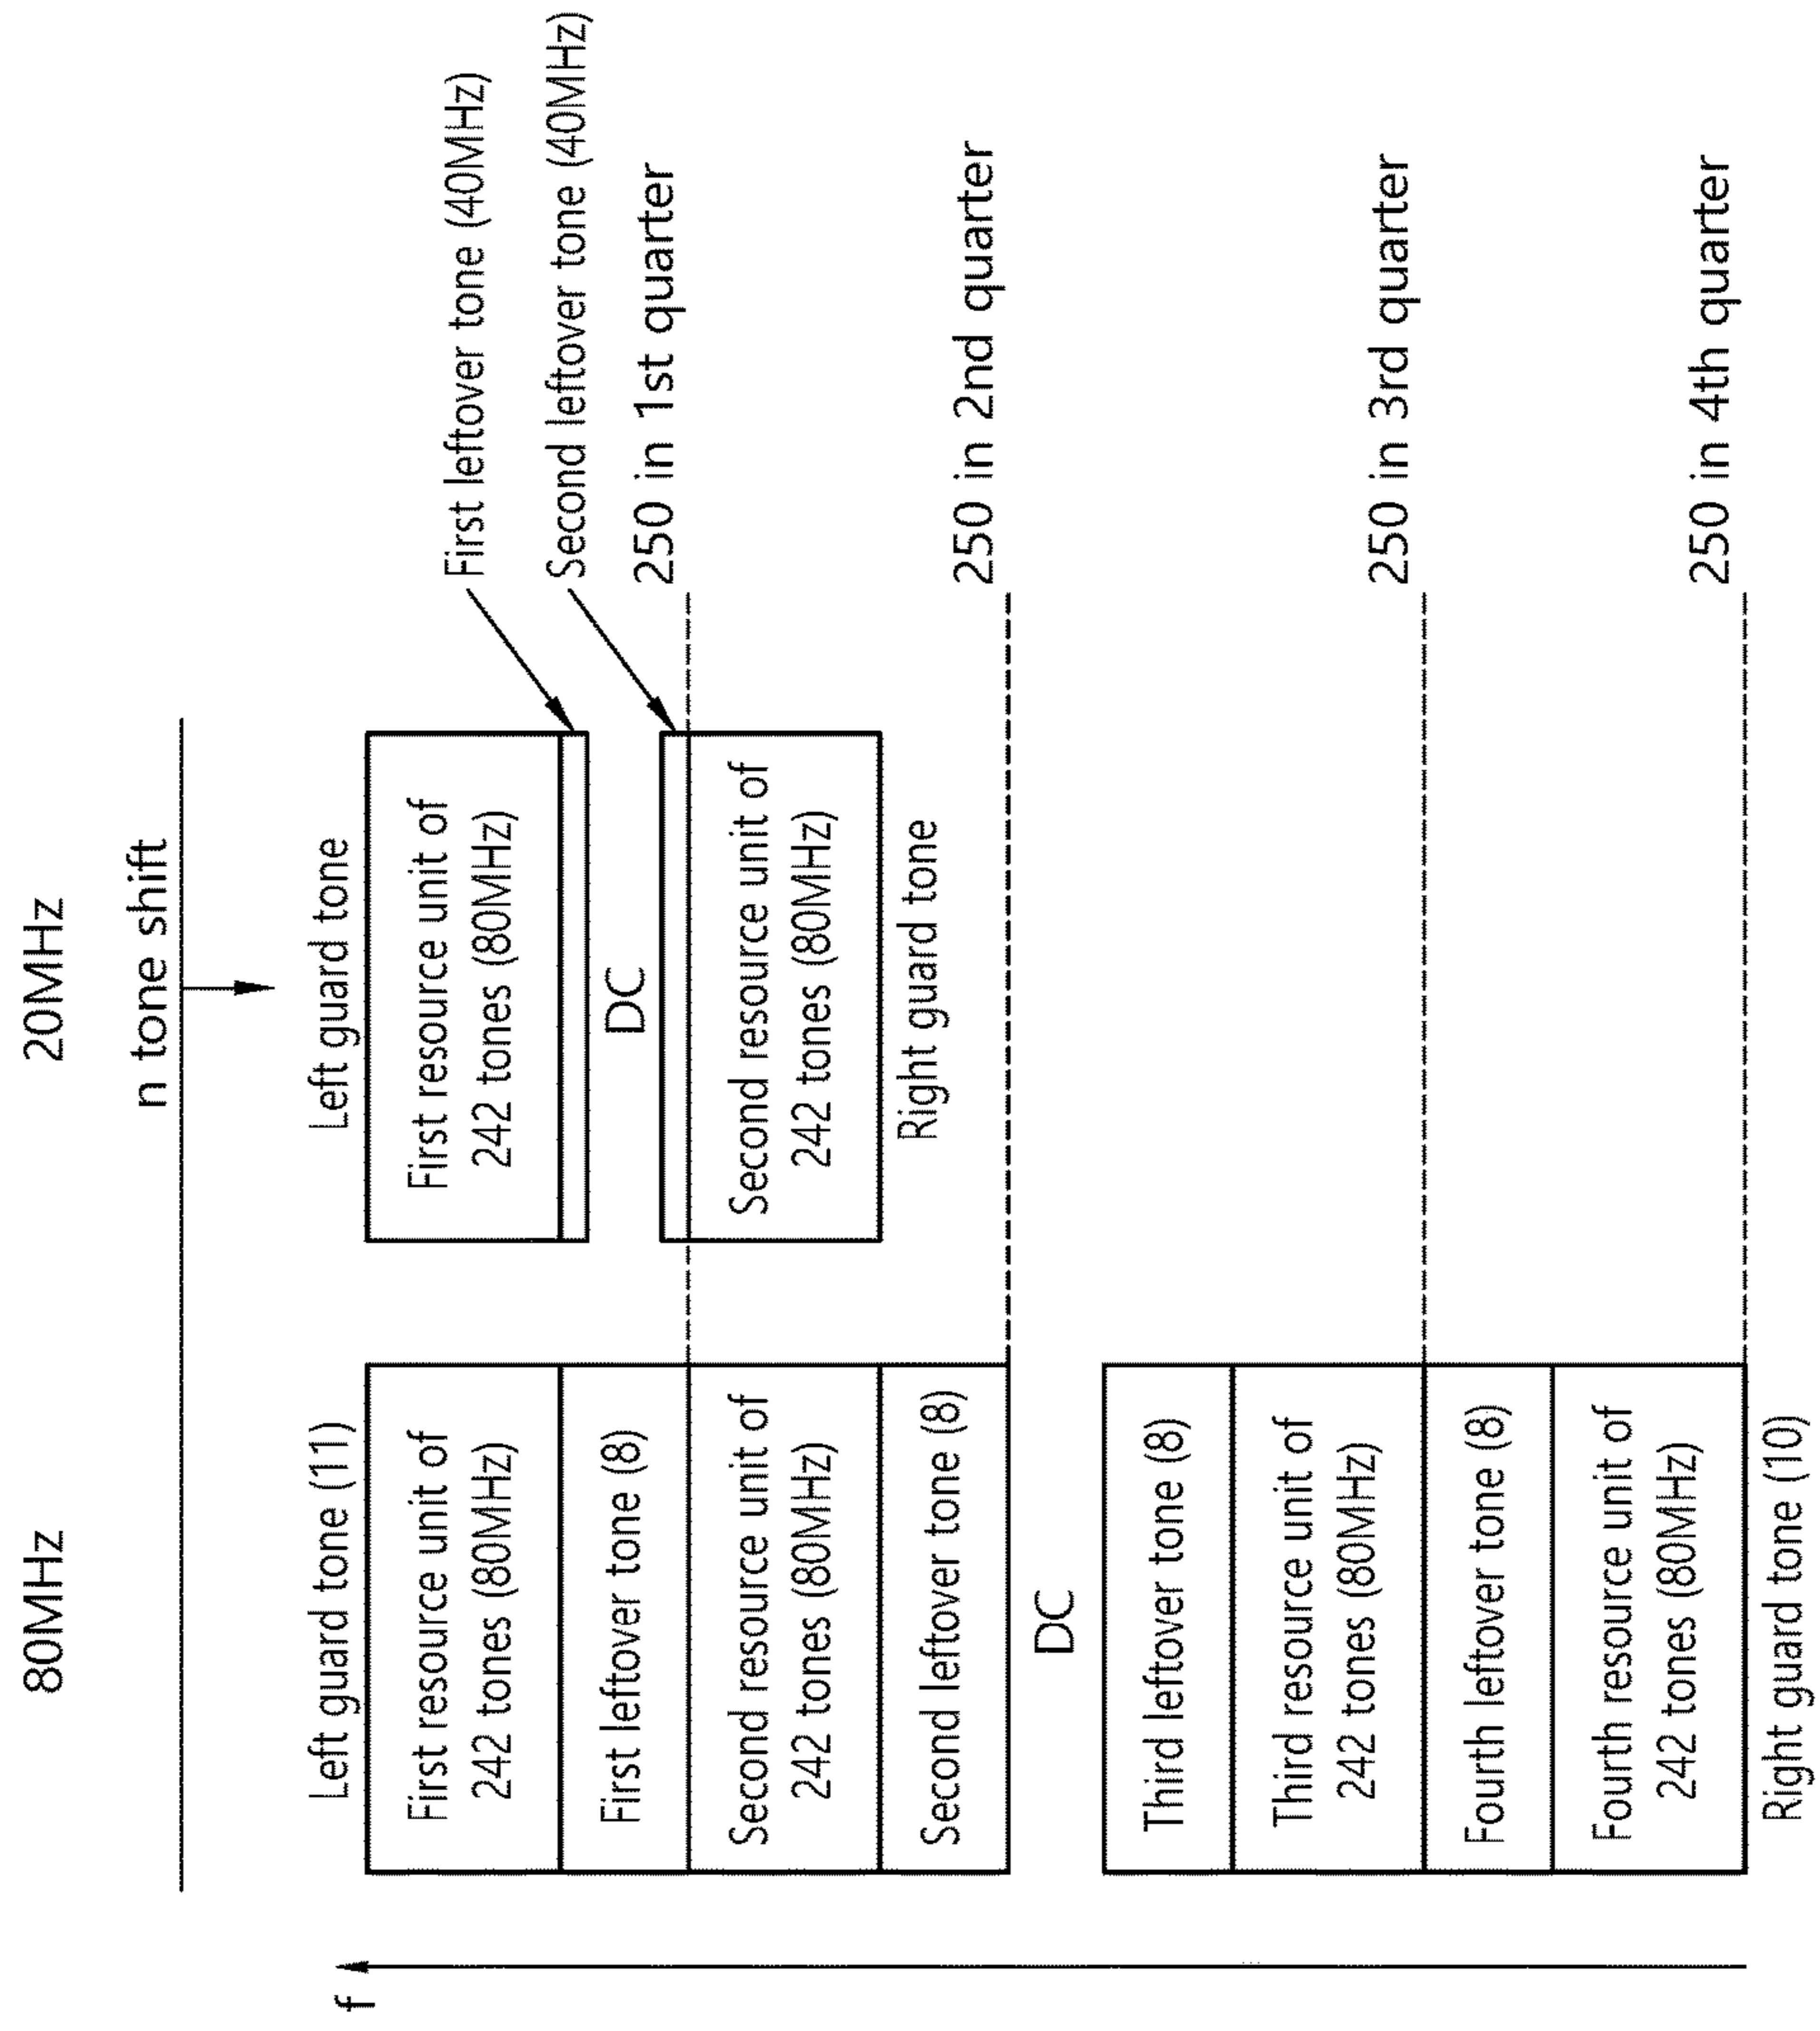 80MHz
20MHz
n tone shift
Left guard tone (11)
First resource unit of
242 tones (80MHz)
First leftover tone (8)
Second resource unit of
242 tones (80MHz)
Second leftover tone (8)
DC
Third leftover tone (8)
Third resource unit of
242 tones (80MHz)
Fourth leftover tone (8)
Fourth resource unit of
242 tones (80MHz)
Right guard tone (10)
f
Left guard tone
First resource unit of
242 tones (80MHz)
DC
Second resource unit of
242 tones (80MHz)
Right guard tone
First leftover tone (40MHz)
Second leftover tone (40MHz)
250 in 1st quarter
250 in 2nd quarter
250 in 3rd quarter
250 in 4th quarter